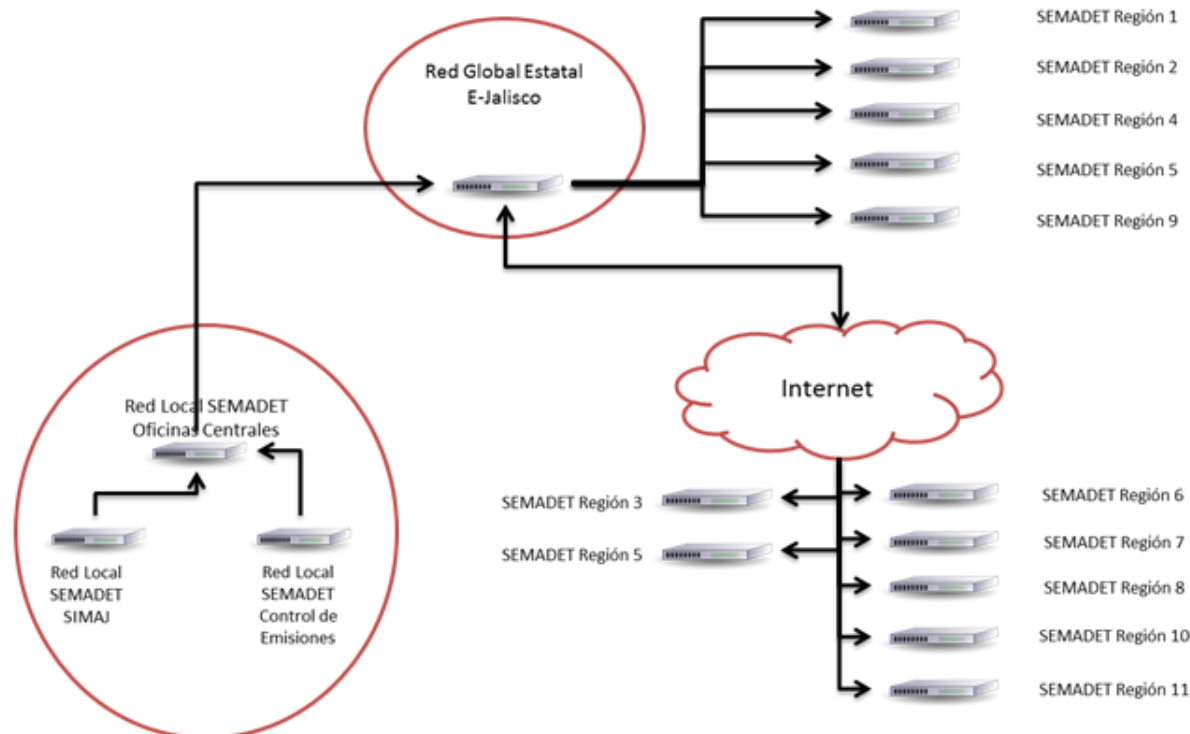 Red Global Estatal
E-Jalisco
SEMADET Región 1
SEMADET Región 2
SEMADET Región 4
SEMADET Región 5
SEMADET Región 9
Internet
Red Local SEMADET
Oficinas Centrales
Red Local
SEMADET
SIMAJ
Red Local
SEMADET
Control de
Emisiones
SEMADET Región 3
SEMADET Región 5
SEMADET Región 6
SEMADET Región 7
SEMADET Región 8
SEMADET Región 10
SEMADET Región 11